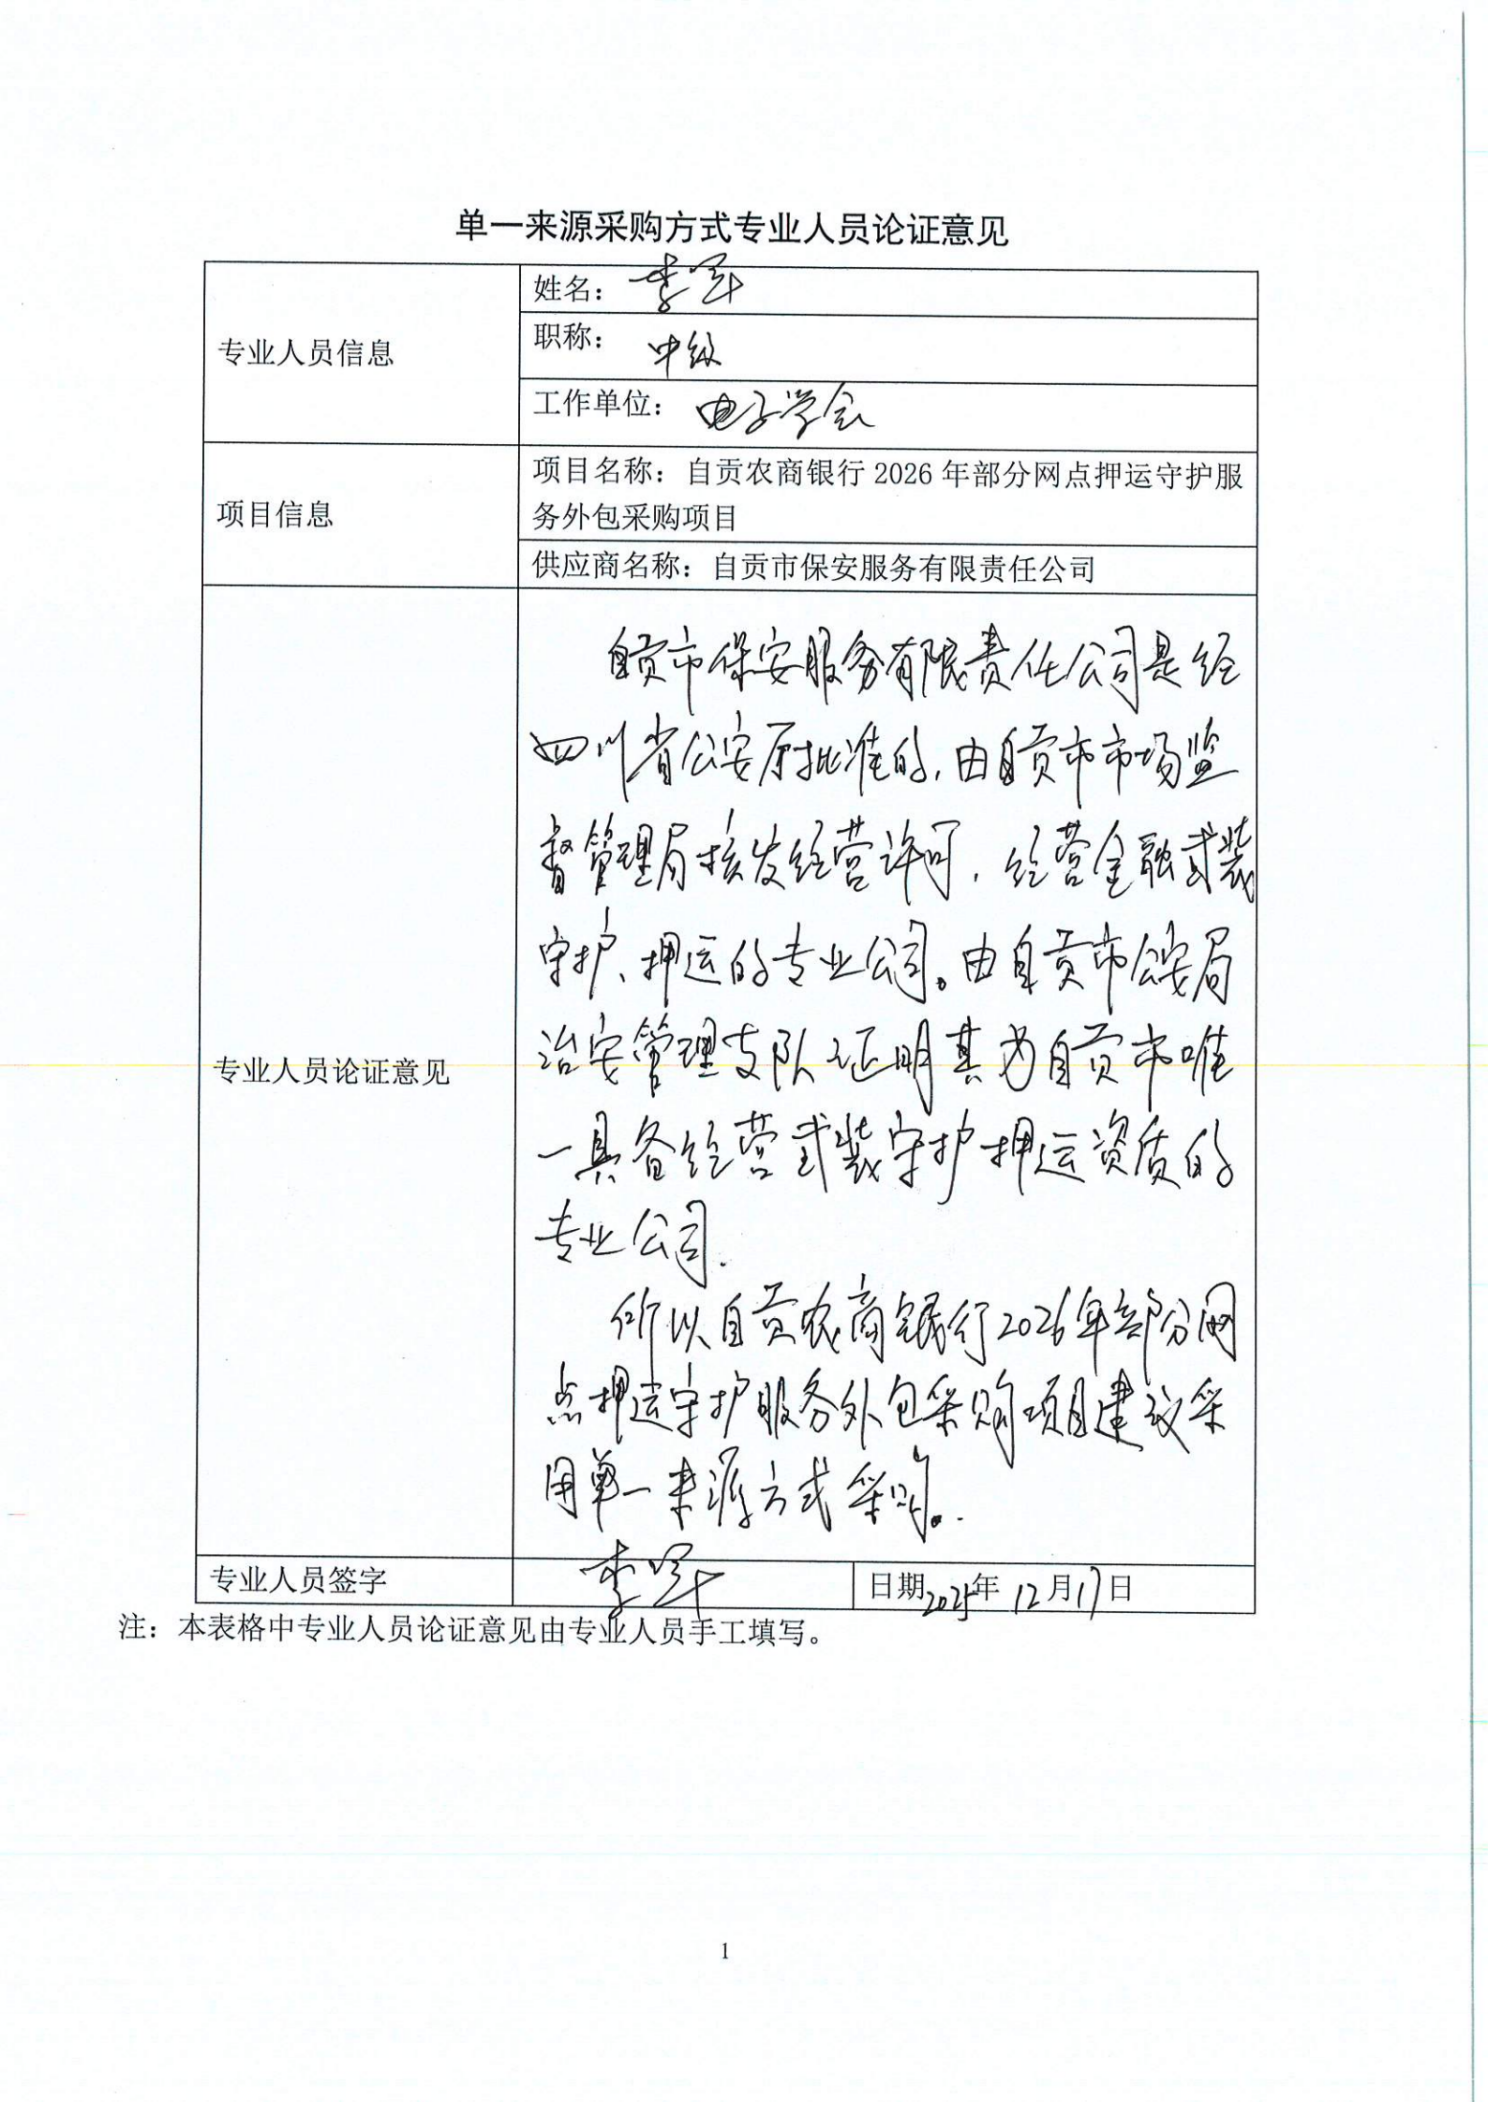 单一来源采购方式专业人员论证意见
专业人员信息
姓名：李军
职称：中级
工作单位：电子学会
项目信息
项目名称：自贡农商银行2026年部分网点押运守护服
务外包采购项目
供应商名称：自贡市保安服务有限责任公司
专业人员论证意见
自贡市保安服务有限责任公司是经
四川省公安厅批准的，由自贡市市场监
督管理局核发经营许可，经营金融武装
守护、押运的专业公司。由自贡市公安局
治安管理支队证明其为自贡市唯
一具备经营武装守护押运资质的
专业公司.
所以自贡农商银行2026年部分网
点押运守护服务外包采购项目建议采
用单一来源方式采购。
专业人员签字
李军
日期2025年12月17日
注：本表格中专业人员论证意见由专业人员手工填写。
1